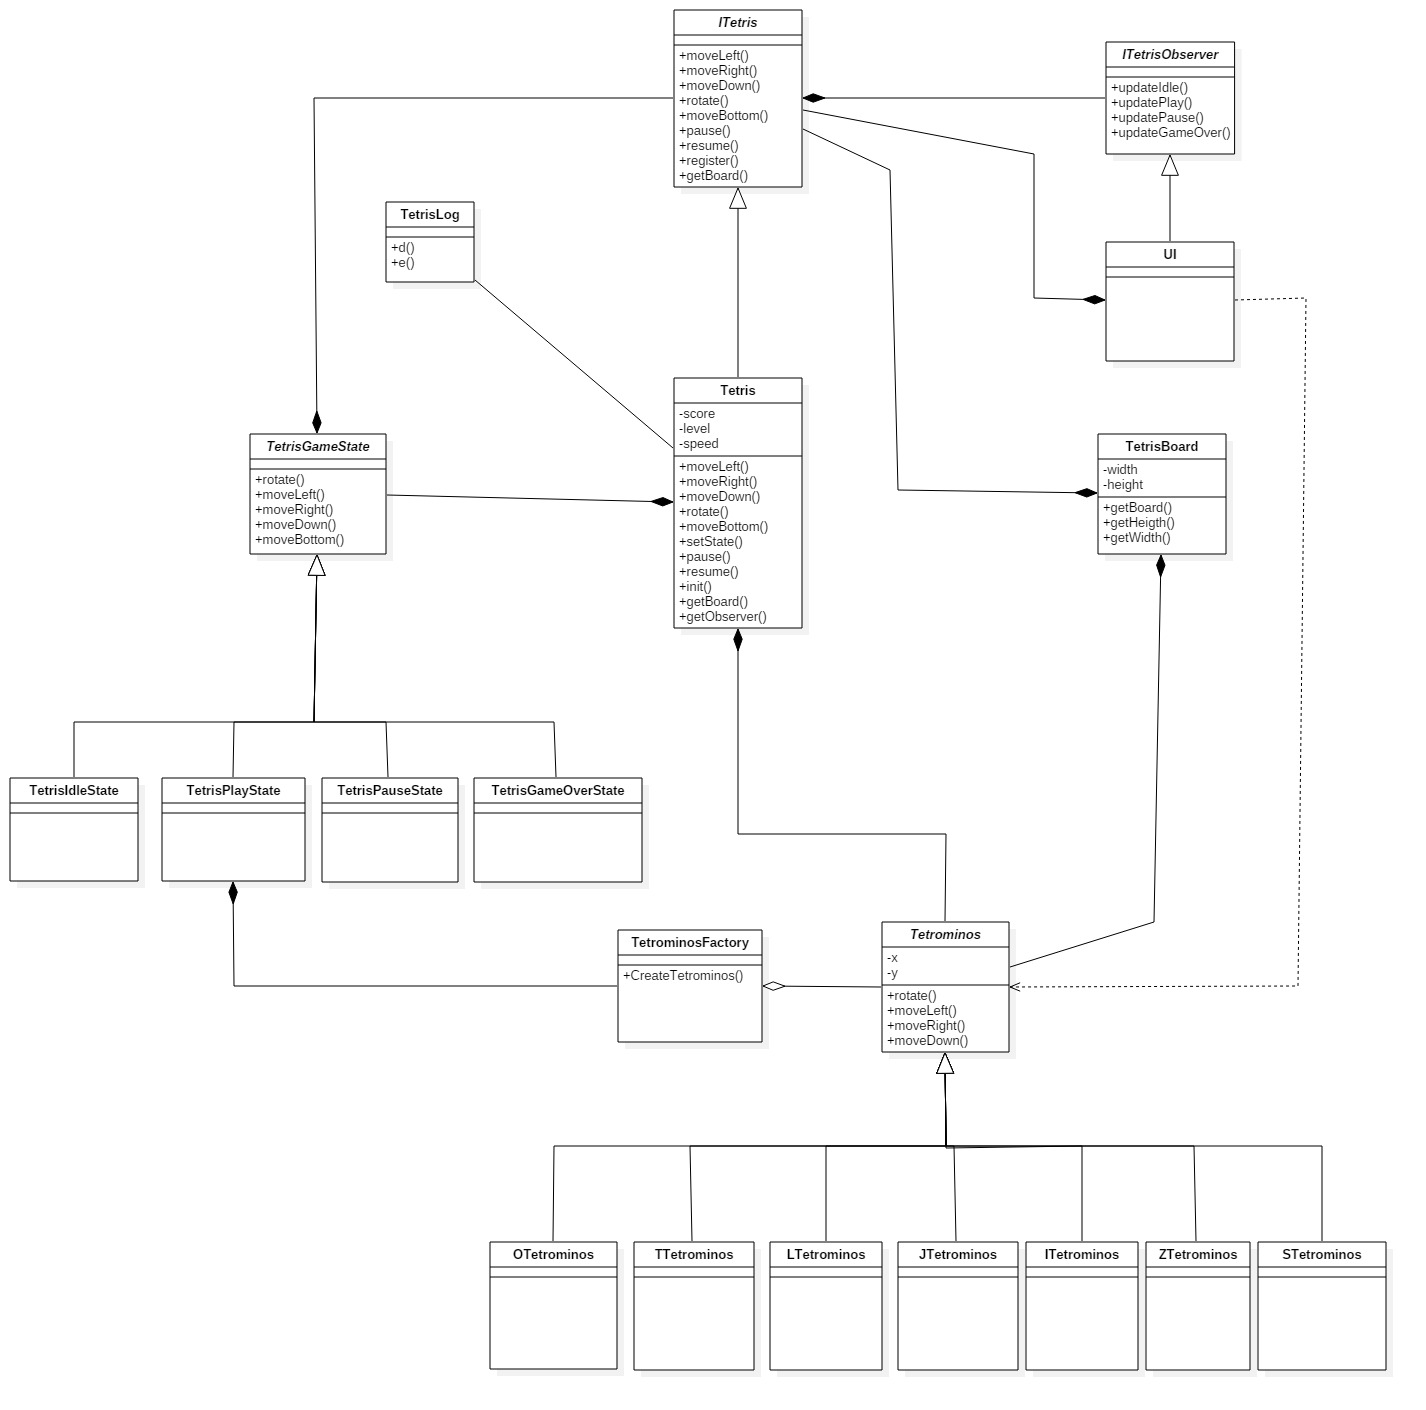 ITetris
+moveLeft()
+moveRight()
+moveDown()
+rotate()
+moveBottom()
+pause()
+resume()
+register()
+getBoard()
ITetrisObserver
+updateIdle()
+updatePlay()
+updatePause()
+updateGameOver()
TetrisLog
+d()
+e()
UI
Tetris
-score
-level
-speed
+moveLeft()
+moveRight()
+moveDown()
+rotate()
+moveBottom()
+setState()
+pause()
+resume()
+init()
+getBoard()
+getObserver()
TetrisGameState
+rotate()
+moveLeft()
+moveRight()
+moveDown()
+moveBottom()
TetrisBoard
-width
-height
+getBoard()
+getHeigth()
+getWidth()
TetrisIdleState
TetrisPlayState
TetrisPauseState
TetrisGameOverState
TetrominosFactory
+CreateTetrominos()
Tetrominos
-x
-y
+rotate()
+moveLeft()
+moveRight()
+moveDown()
OTetrominos
TTetrominos
LTetrominos
JTetrominos
ITetrominos
ZTetrominos
STetrominos